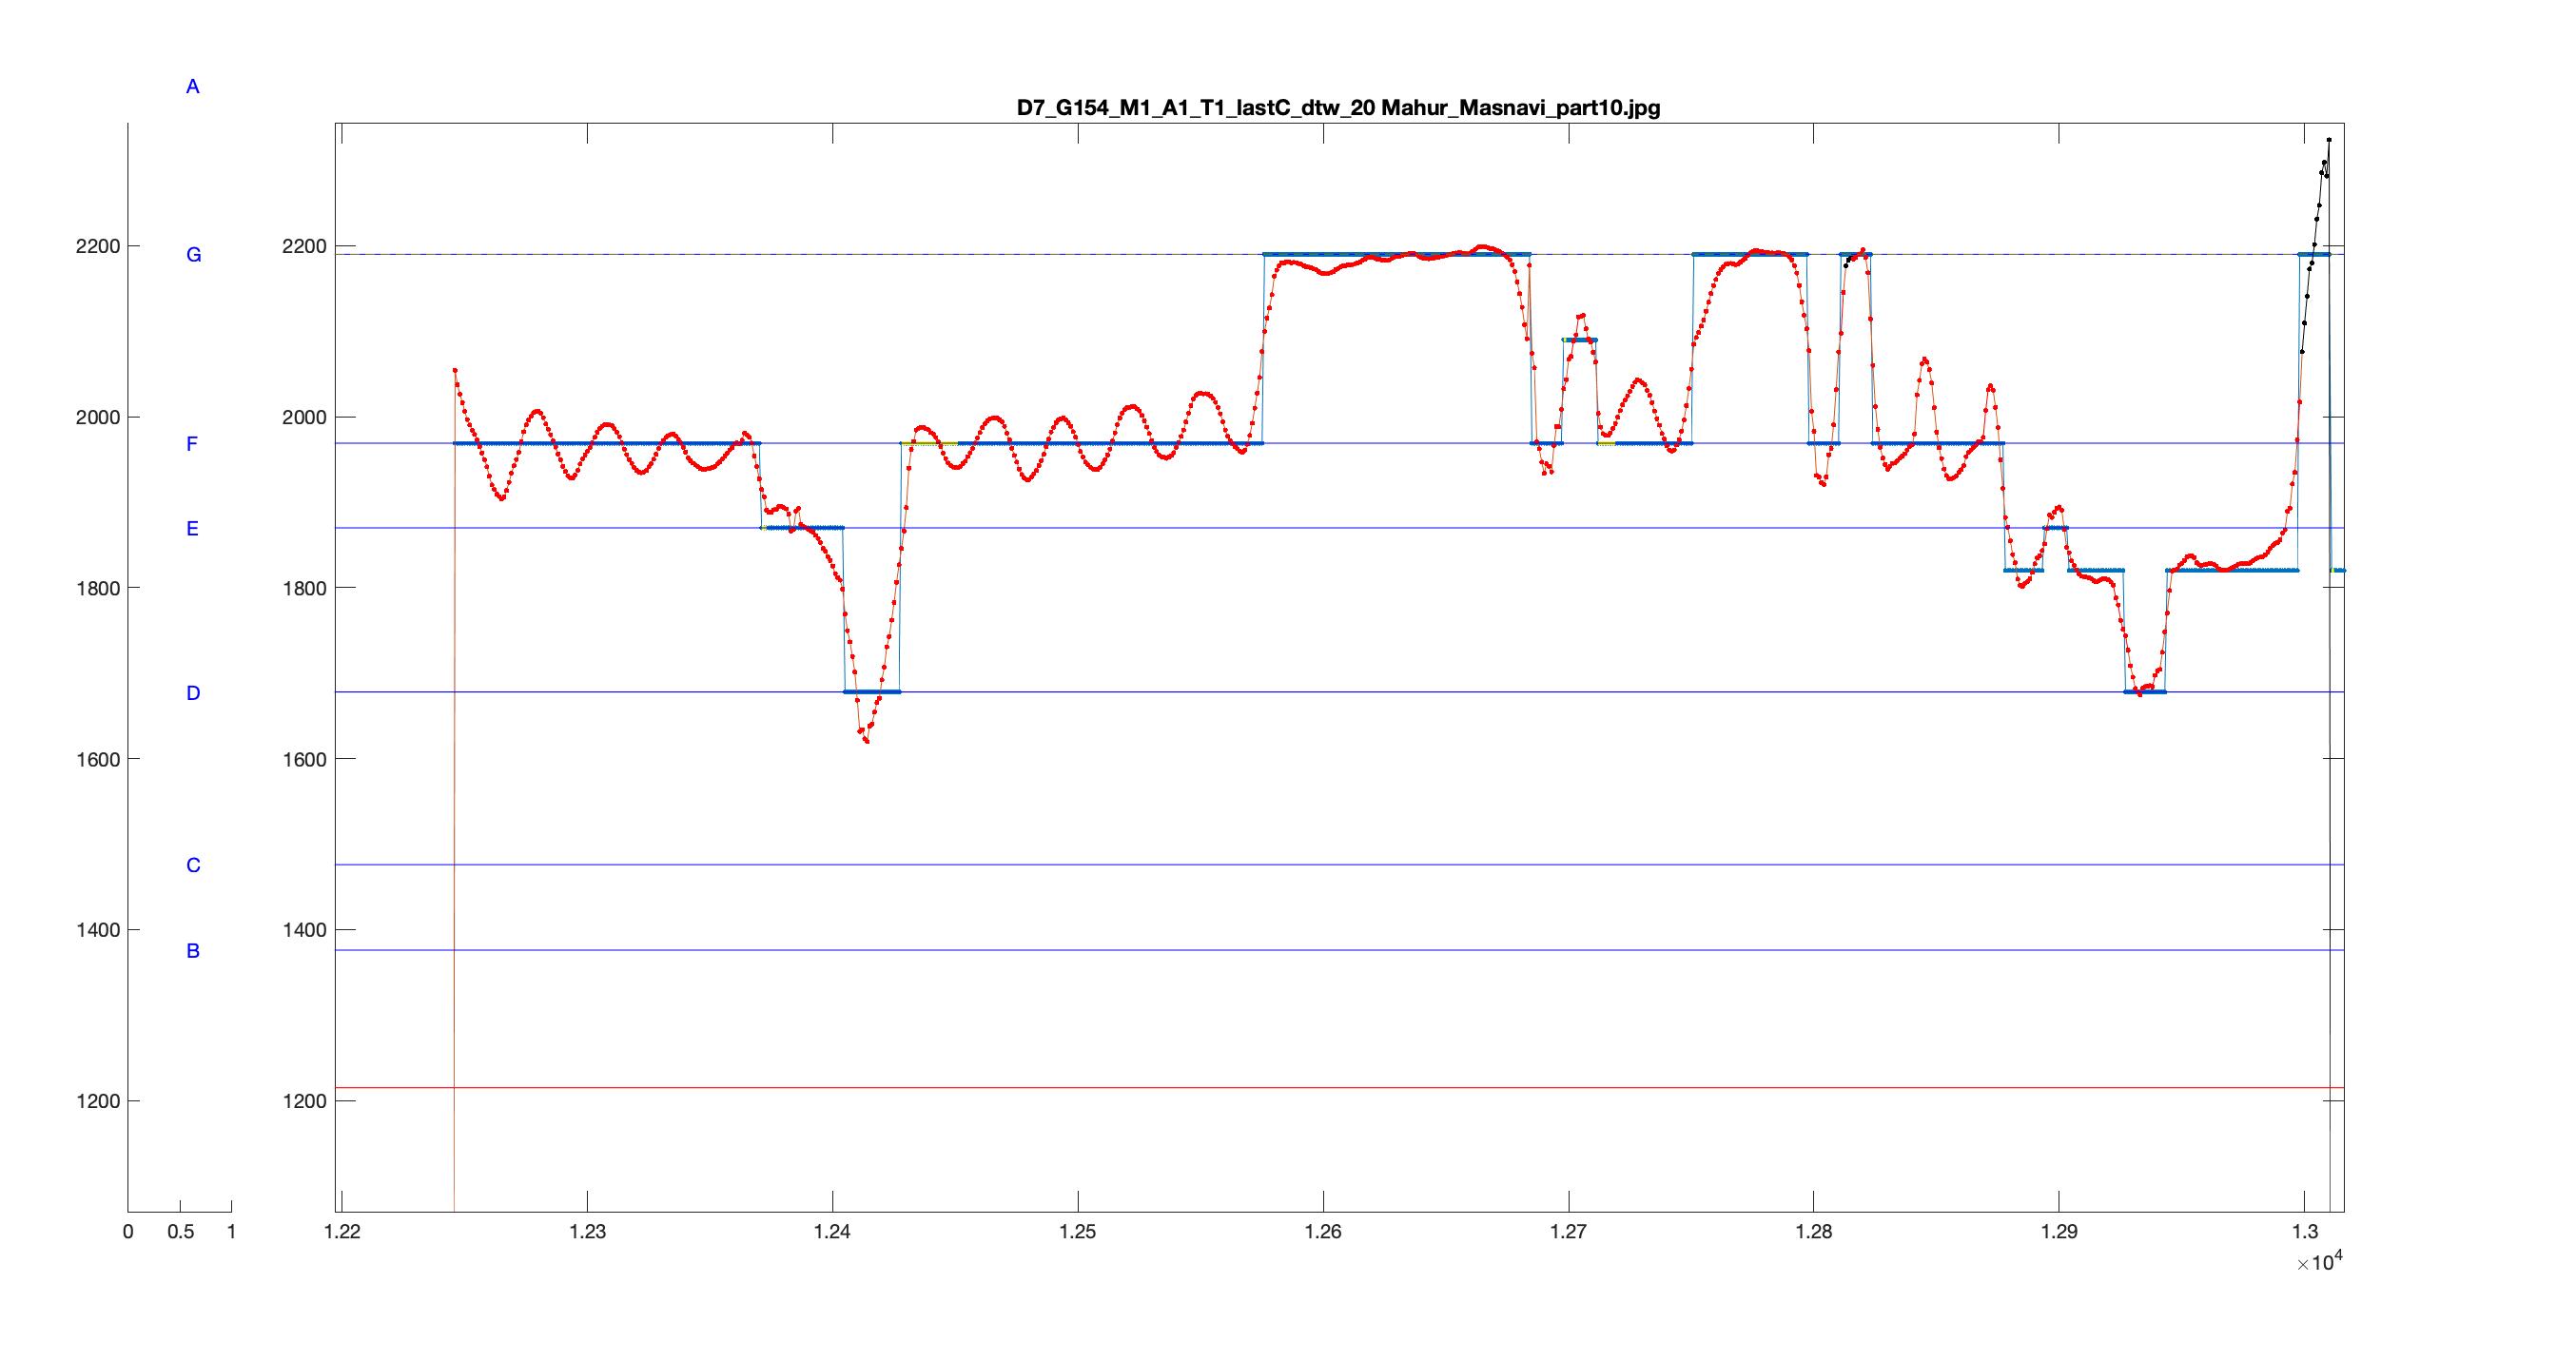 A
D7_G154_M1_A1_T1_lastC_dtw_20 Mahur_Masnavi_part10.jpg
2200 G 2200
2000 2000
F
E
1800 1800
D
1600 1600
C
1400 1400
B
1200 1200
0 0.5 1 1.22 1.23 1.24 1.25 1.26 1.27 1.28 1.29 1.3
×10⁴